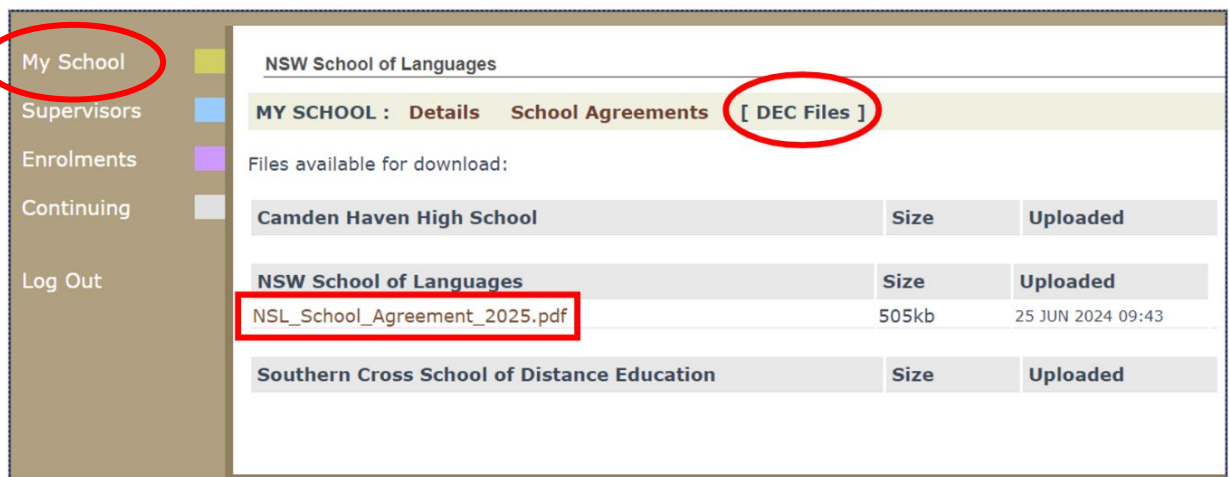 My School
Supervisors
Enrolments
Continuing
Log Out
NSW School of Languages
MY SCHOOL : Details School Agreements [ DEC Files ]
Files available for download:
Camden Haven High School Size Uploaded
NSW School of Languages Size Uploaded
NSL_School_Agreement_2025.pdf 505kb 25 JUN 2024 09:43
Southern Cross School of Distance Education Size Uploaded